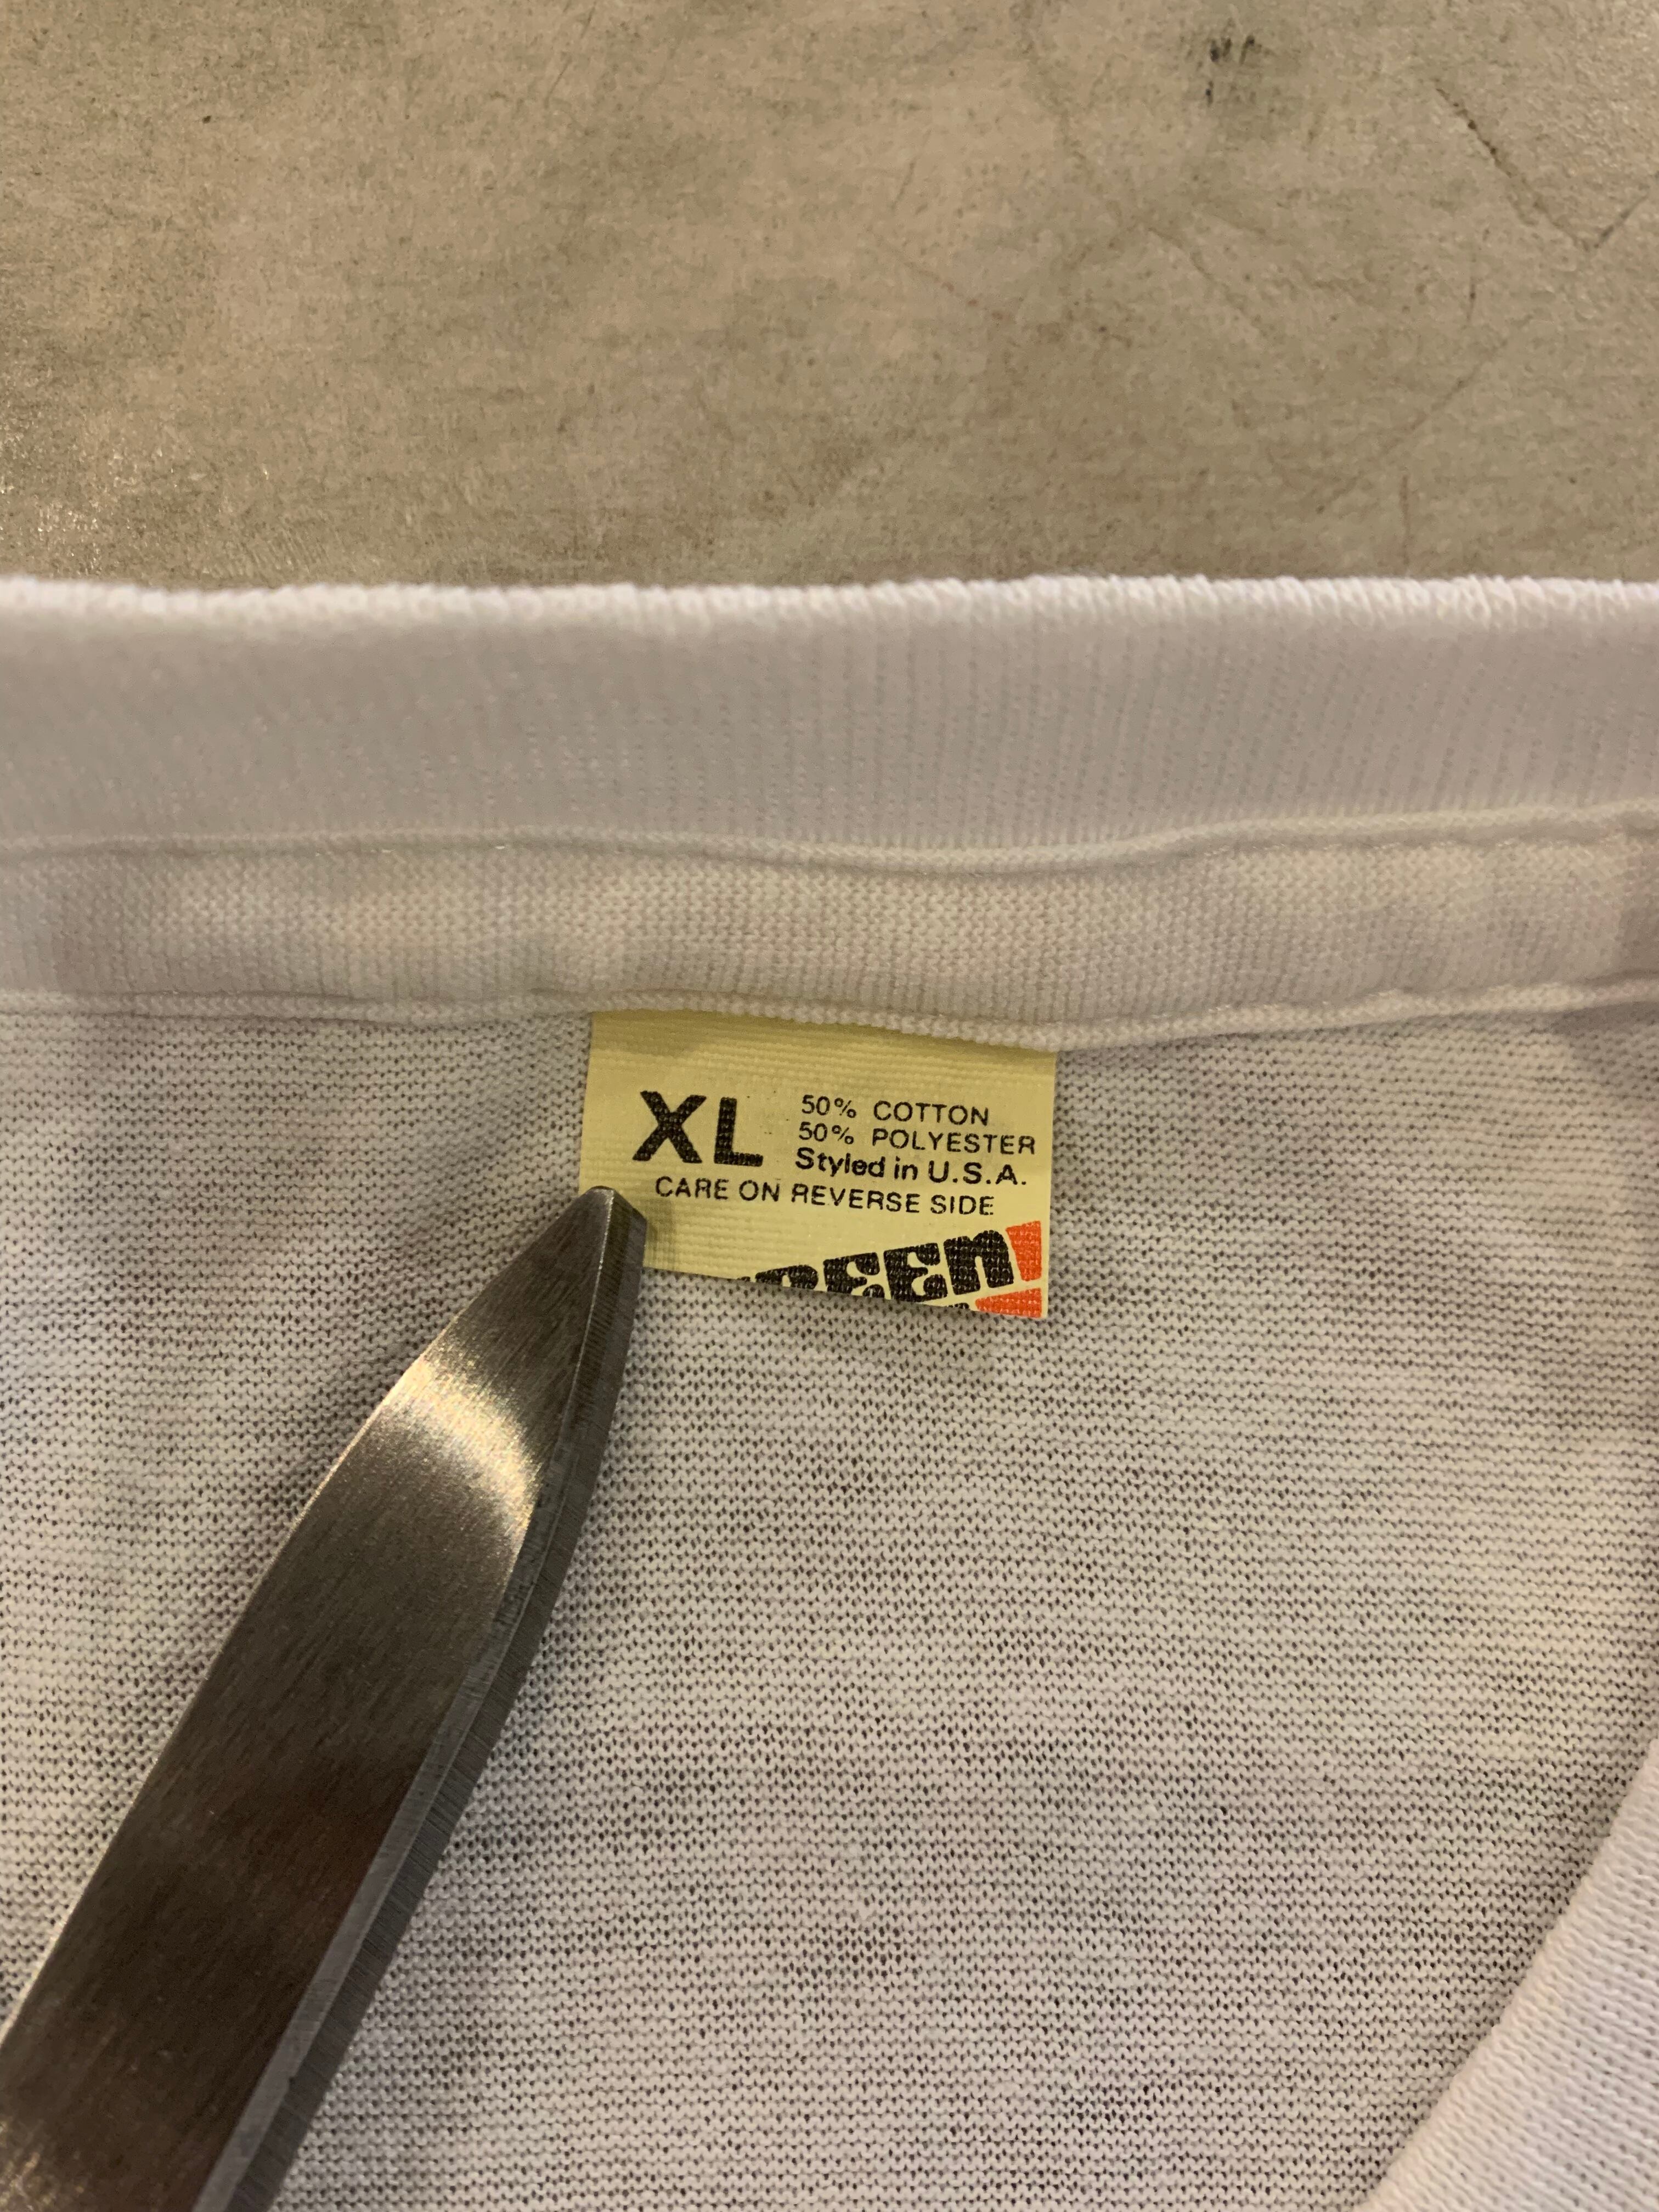 XL
50% COTTON
50% POLYESTER
Styled in U.S.A.
CARE ON REVERSE SIDE